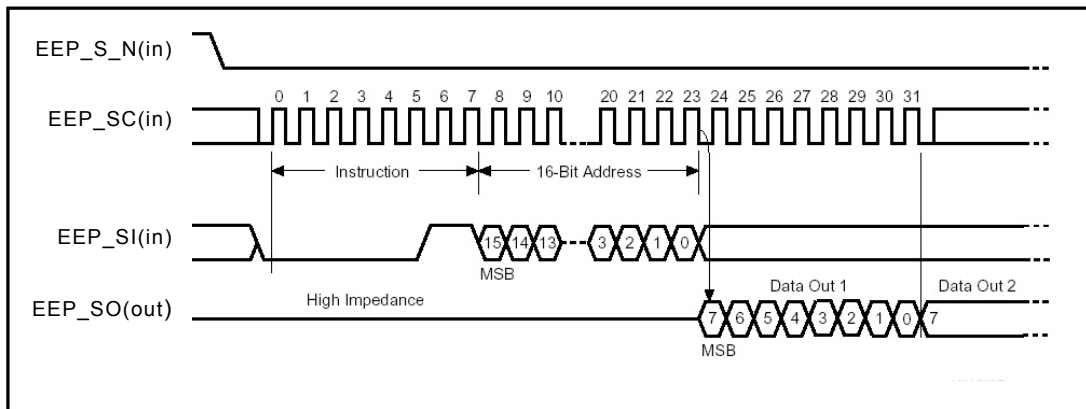 EEP_S_N(in)
0 1 2 3 4 5 6 7 8 9 10 20 21 22 23 24 25 26 27 28 29 30 31
EEP_SC(in)
Instruction 16-Bit Address
EEP_SI(in)
15 14 13 3 2 1 0
MSB
High Impedance Data Out 1 Data Out 2
EEP_SO(out)
7 6 5 4 3 2 1 0 7
MSB